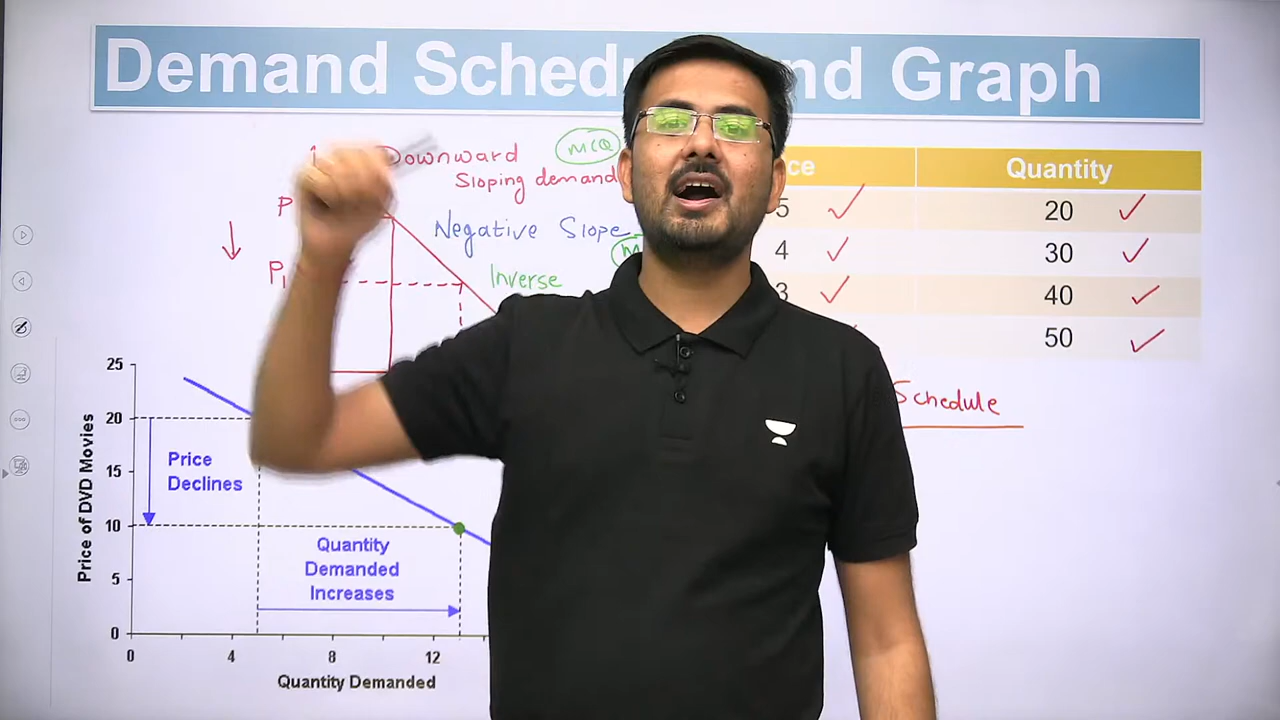 Demand Sched nd Graph
Downward
MCQ
Sloping demand
P
Negative Slope
P1
Inverse
ce Quantity
5 20
4 30
3 40
50
Schedule
25
20
15
10
5
0
Price of DVD Movies
Price
Declines
Quantity
Demanded
Increases
0 4 8 12
Quantity Demanded